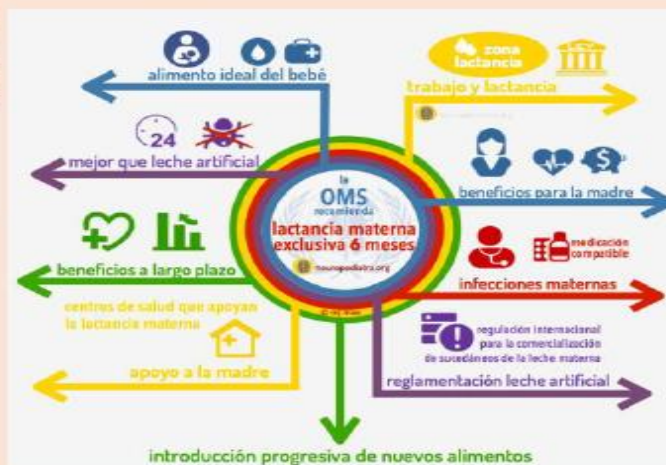 alimento ideal del bebé
zona
lactancia
trabajo y lactancia
24
mejor que leche artificial
beneficios para la madre
la
OMS
recomienda
lactancia materna
exclusiva 6 meses
neuropediatra.org
beneficios a largo plazo
medicación
compatible
infecciones maternas
centros de salud que apoyan
la lactancia materna
apoyo a la madre
regulación internacional
para la comercialización
de sucedáneos de la leche materna
reglamentación leche artificial
introducción progresiva de nuevos alimentos